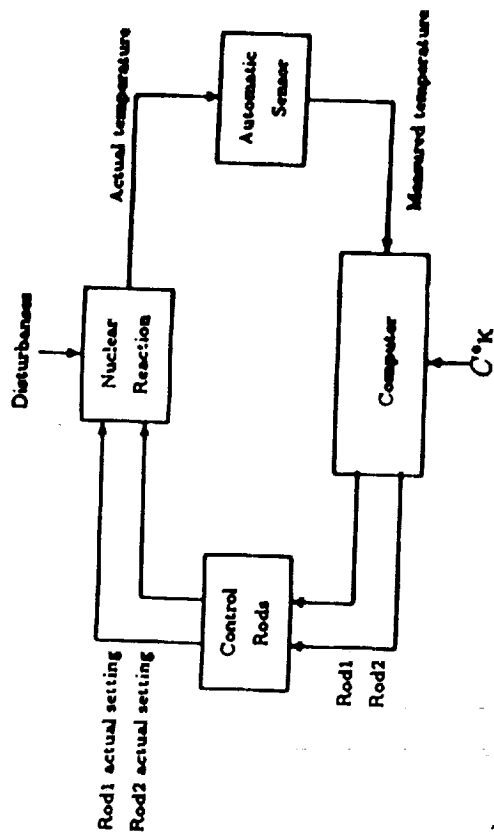 Disturbances
Rod1 actual setting
Rod2 actual setting
Actual temperature
Nuclear
Reaction
Control
Rods
Automatic
Sensor
Rod1
Rod2
Measured temperature
Computer
C°K